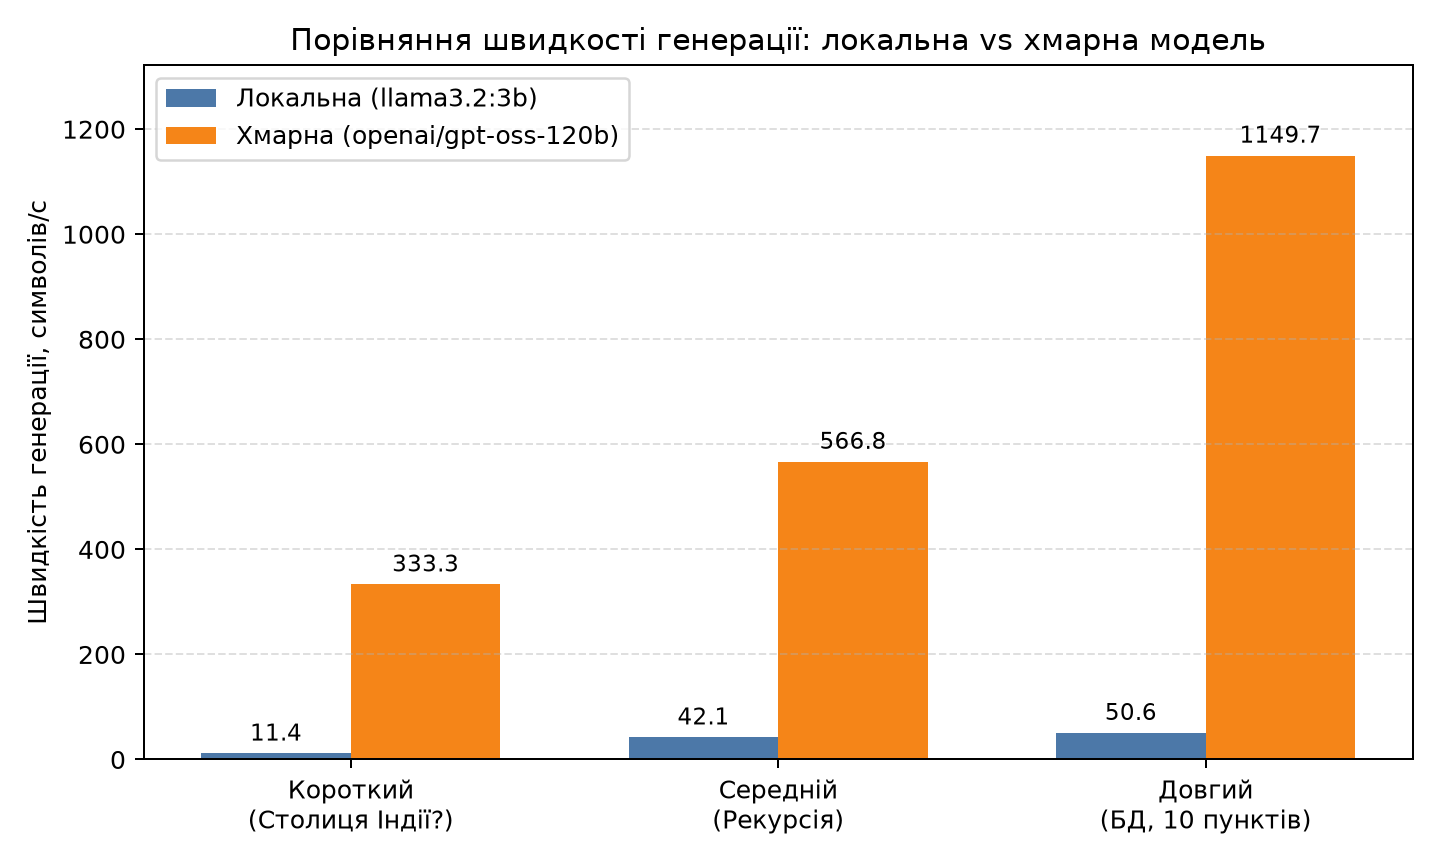 Порівняння швидкості генерації: локальна vs хмарна модель
Локальна (llama3.2:3b)
Хмарна (openai/gpt-oss-120b)
Швидкість генерації, символів/с
1200
1000
800
600
400
200
0
11.4
333.3
42.1
566.8
50.6
1149.7
Короткий
(Столиця Індії?)
Середній
(Рекурсія)
Довгий
(БД, 10 пунктів)